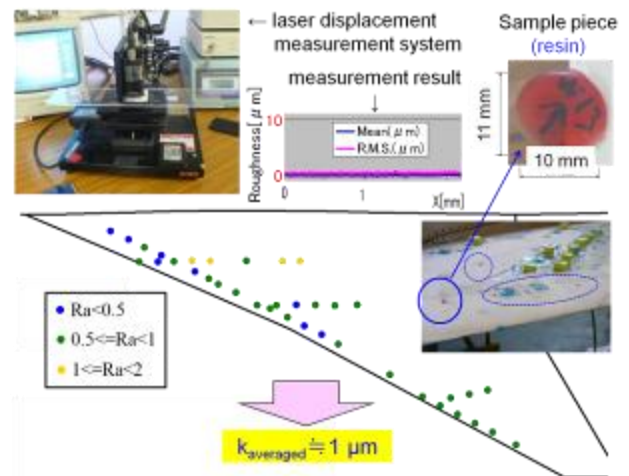 ← laser displacement
measurement system
measurement result
Sample piece
(resin)
Roughness[μm]
10
0
Mean(μm)
R.M.S.(μm)
0
1
X[mm]
11 mm
10 mm
Ra<0.5
0.5<=Ra<1
1<=Ra<2
k averaged ≒ 1 μm